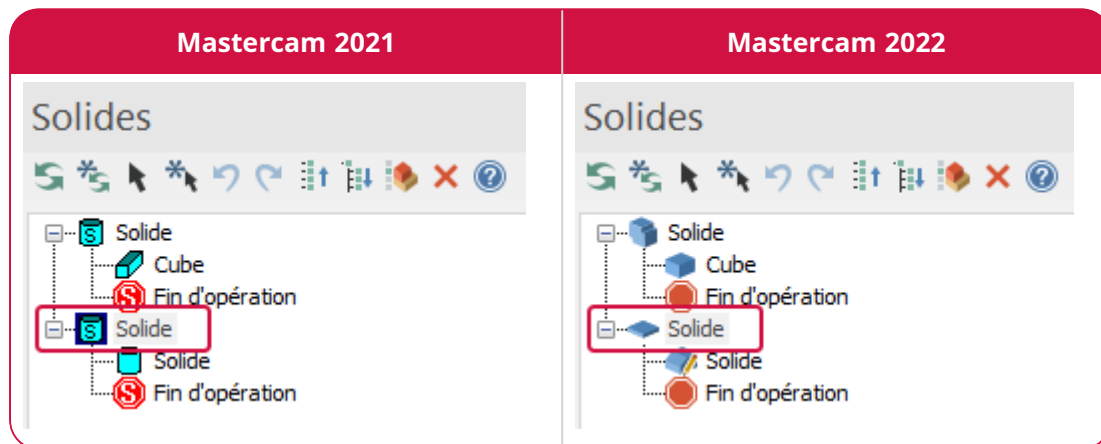 Mastercam 2021
Solides
Solide
Cube
Fin d'opération
Solide
Solide
Fin d'opération
Mastercam 2022
Solides
Solide
Cube
Fin d'opération
Solide
Solide
Fin d'opération